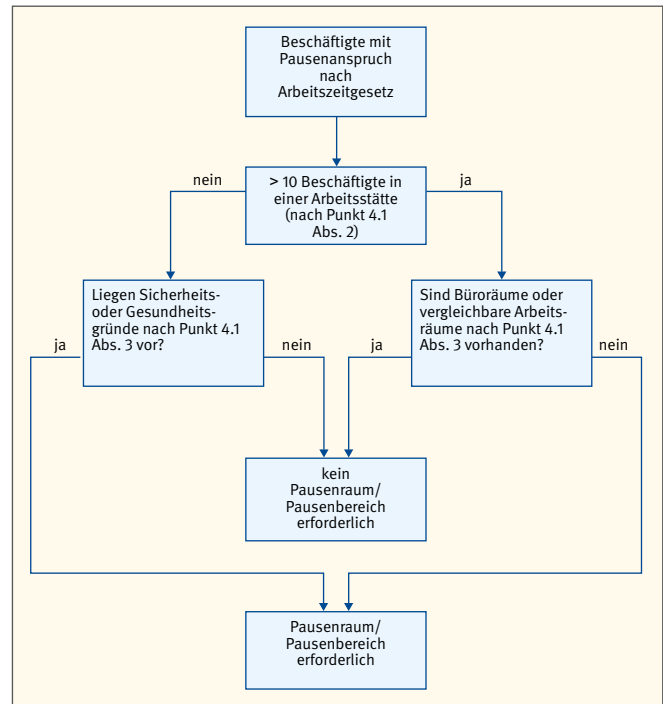 Beschäftigte mit
Pausenanspruch
nach
Arbeitszeitgesetz
nein
> 10 Beschäftigte in
einer Arbeitsstätte
(nach Punkt 4.1
Abs. 2)
ja
Liegen Sicherheits-
oder Gesundheits-
gründe nach Punkt 4.1
Abs. 3 vor?
Sind Büroräume oder
vergleichbare Arbeits-
räume nach Punkt 4.1
Abs. 3 vorhanden?
ja
nein
ja
nein
kein
Pausenraum/
Pausenbereich
erforderlich
Pausenraum/
Pausenbereich
erforderlich